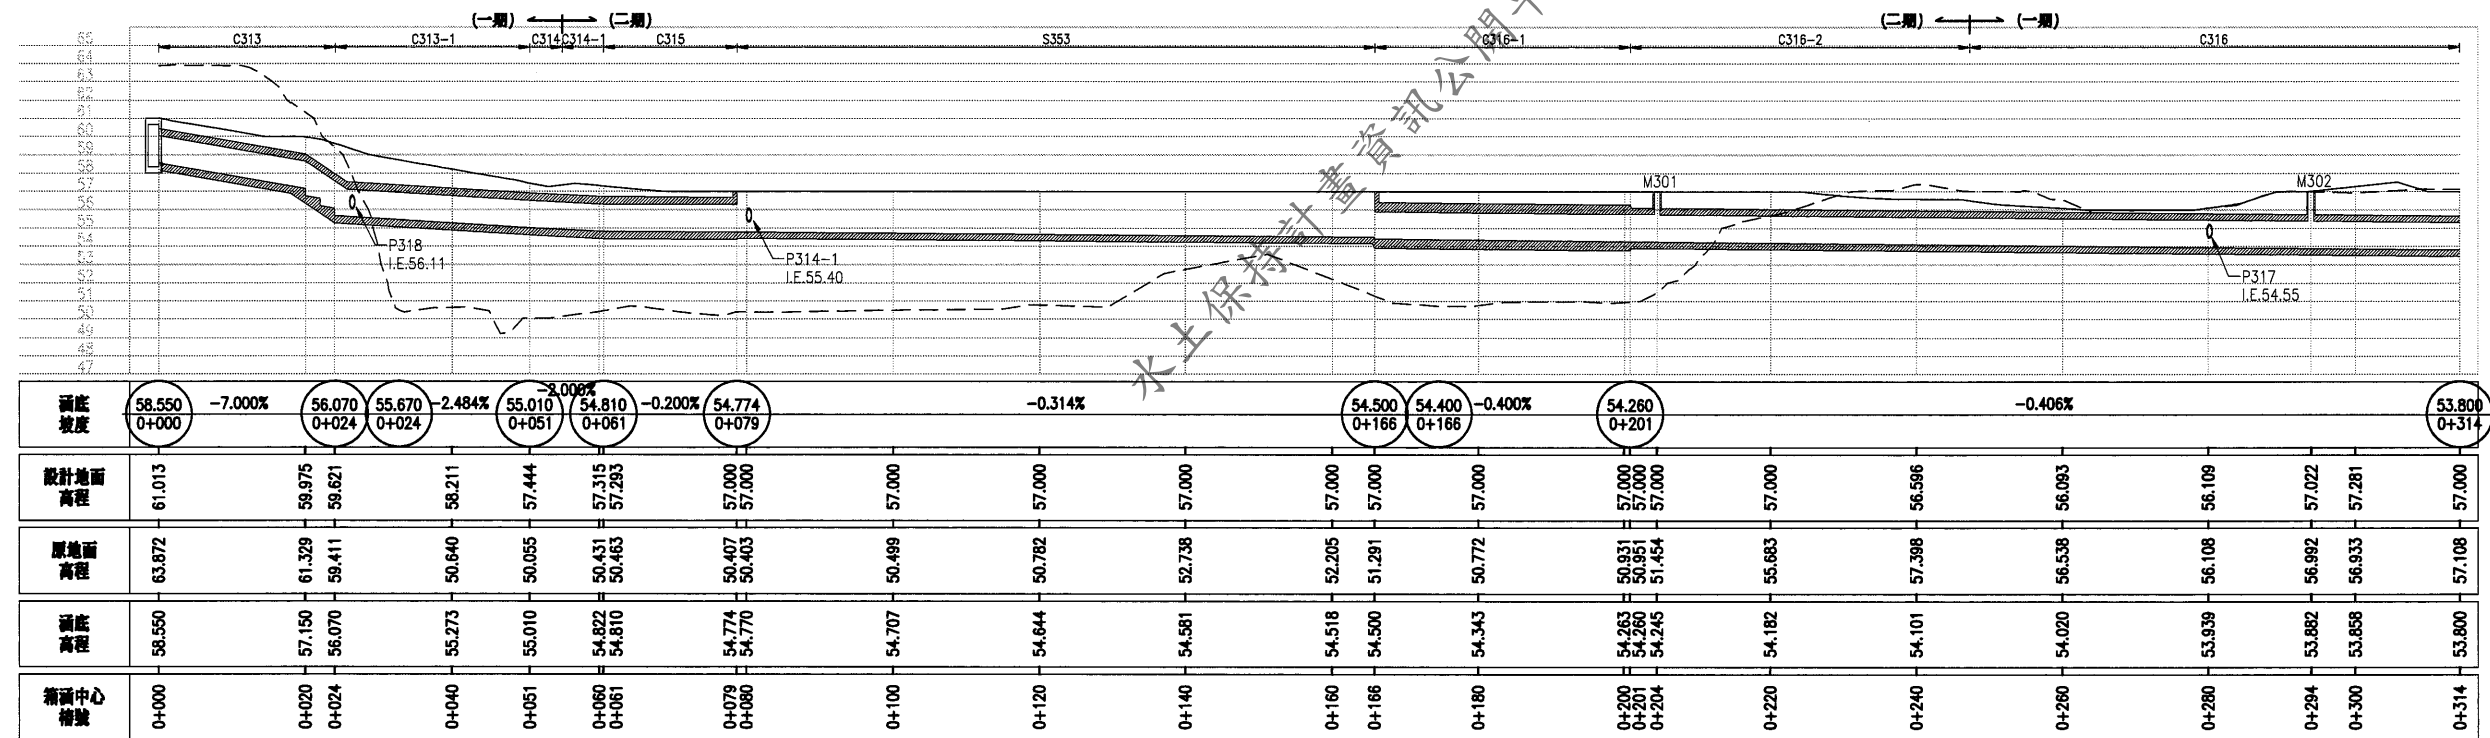 (一期) (二期) (二期) (一期)
C313 C313-1 C314 C314-1 C315 S353 C316-1 C316-2 C316
65
64
63
62
61
60
59
58
57
56
55
54
53
52
51
50
49
48
47
M301 M302
P318
I.E.56.11
P314-1
I.E.55.40
P317
I.E.54.55
水土保持計畫資訊公開平
涵底
坡度
58.550 -7.000% 56.070 55.670 -2.484% 55.010 -2.000% 54.810 -0.200% 54.774 -0.314% 54.500 54.400 -0.400% 54.260 -0.406% 53.800
0+000 0+024 0+024 0+051 0+061 0+079 0+166 0+166 0+201 0+314
設計地面
高程
61.013 59.975 59.621 58.211 57.444 57.315 57.293 57.000 57.000 57.000 57.000 57.000 57.000 57.000 57.000 57.000 57.000 57.000 57.000 56.596 56.093 56.109 57.022 57.281 57.000
原地面
高程
63.872 61.329 59.411 50.640 50.055 50.431 50.463 50.407 50.403 50.499 50.782 52.738 52.205 51.291 50.772 50.931 50.951 51.454 55.683 57.398 56.538 56.108 56.992 56.933 57.108
涵底
高程
58.550 57.150 56.070 55.273 55.010 54.822 54.810 54.774 54.770 54.707 54.644 54.581 54.518 54.500 54.343 54.263 54.260 54.245 54.182 54.101 54.020 53.939 53.882 53.858 53.800
箱涵中心
樁號
0+000 0+020 0+024 0+040 0+051 0+060 0+061 0+079 0+080 0+100 0+120 0+140 0+160 0+166 0+180 0+200 0+201 0+204 0+220 0+240 0+260 0+280 0+294 0+300 0+314